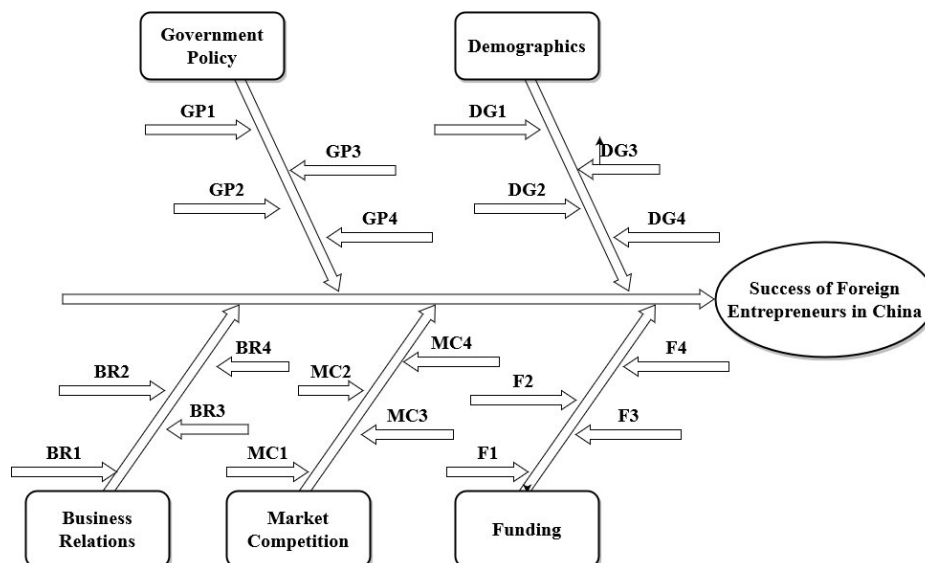 Government
Policy
Demographics
GP1
DG1
GP3
DG3
GP2
DG2
GP4
DG4
Success of Foreign
Entrepreneurs in China
BR4
MC4
F4
BR2
MC2
F2
BR3
MC3
F3
BR1
MC1
F1
Business
Relations
Market
Competition
Funding